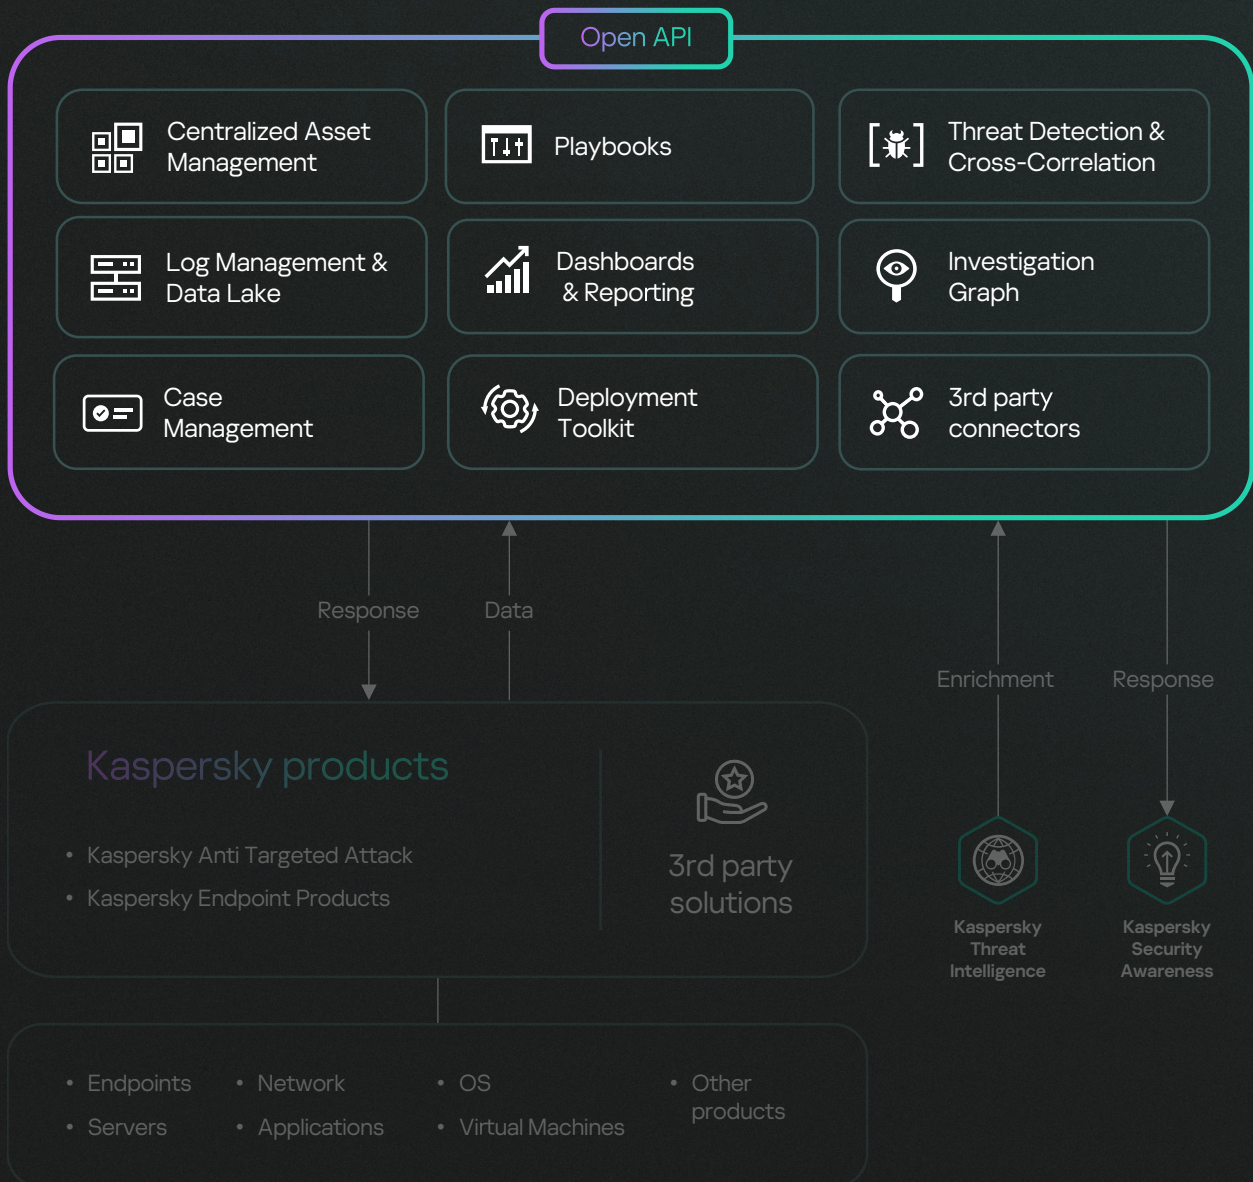 Open API
Centralized Asset
Management
Playbooks
Threat Detection &
Cross-Correlation
Log Management &
Data Lake
Dashboards
& Reporting
Investigation
Graph
Case
Management
Deployment
Toolkit
3rd party
connectors
Response
Data
Enrichment
Response
Kaspersky products
• Kaspersky Anti Targeted Attack
• Kaspersky Endpoint Products
3rd party
solutions
Kaspersky
Threat
Intelligence
Kaspersky
Security
Awareness
• Endpoints
• Servers
• Network
• Applications
• OS
• Virtual Machines
• Other
products